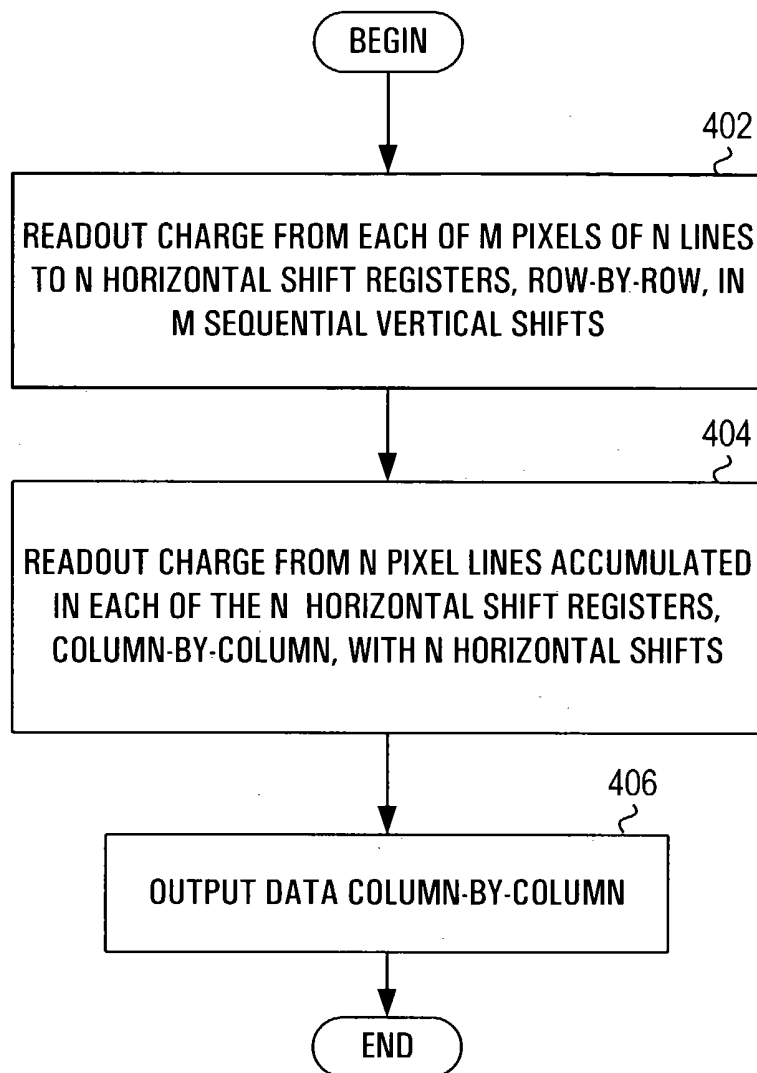 BEGIN
402
READOUT CHARGE FROM EACH OF M PIXELS OF N LINES
TO N HORIZONTAL SHIFT REGISTERS, ROW-BY-ROW, IN
M SEQUENTIAL VERTICAL SHIFTS
404
READOUT CHARGE FROM N PIXEL LINES ACCUMULATED
IN EACH OF THE N HORIZONTAL SHIFT REGISTERS,
COLUMN-BY-COLUMN, WITH N HORIZONTAL SHIFTS
406
OUTPUT DATA COLUMN-BY-COLUMN
END